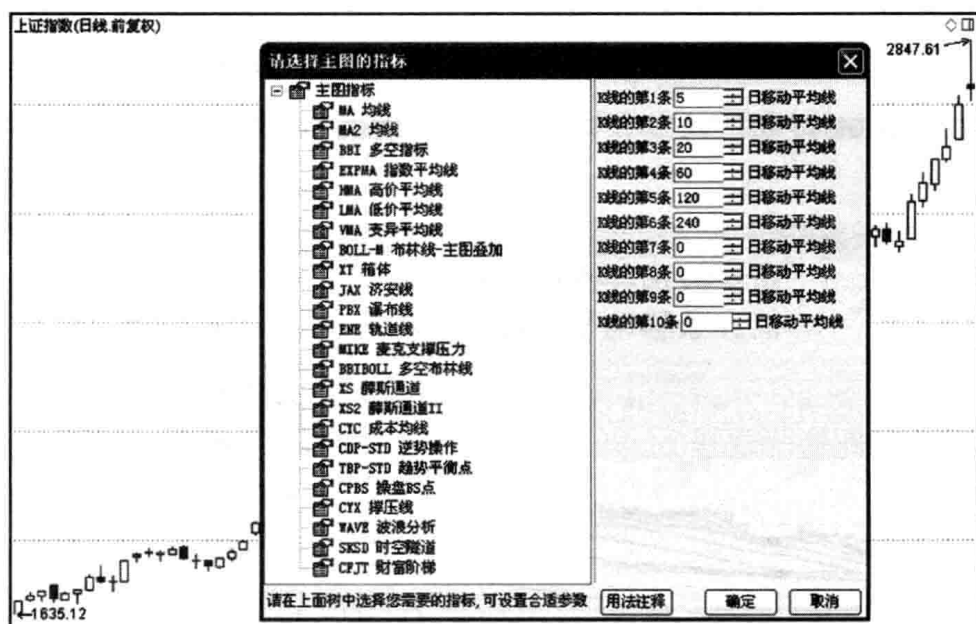 上证指数(日线.前复权)
2847.61
请选择主图的指标
主图指标
MA 均线
MA2 均线
BBI 多空指标
EXPMA 指数平均线
HMA 高价平均线
LMA 低价平均线
VMA 变异平均线
BOLL-M 布林线-主图叠加
XT 箱体
JAX 济安线
PBX 瀑布线
ENE 轨道线
MIKE 麦克支撑压力
BBIBOLL 多空布林线
XS 薛斯通道
XS2 薛斯通道II
CYC 成本均线
CDP-STD 逆势操作
TBP-STD 趋势平衡点
CPBS 操盘BS点
CYX 撑压线
WAVE 波浪分析
SKSD 时空隧道
CFJT 财富阶梯
K线的第1条 5 日移动平均线
K线的第2条 10 日移动平均线
K线的第3条 20 日移动平均线
K线的第4条 60 日移动平均线
K线的第5条 120 日移动平均线
K线的第6条 240 日移动平均线
K线的第7条 0 日移动平均线
K线的第8条 0 日移动平均线
K线的第9条 0 日移动平均线
K线的第10条 0 日移动平均线
请在上面树中选择您需要的指标,可设置合适参数
用法注释 确定 取消
1635.12